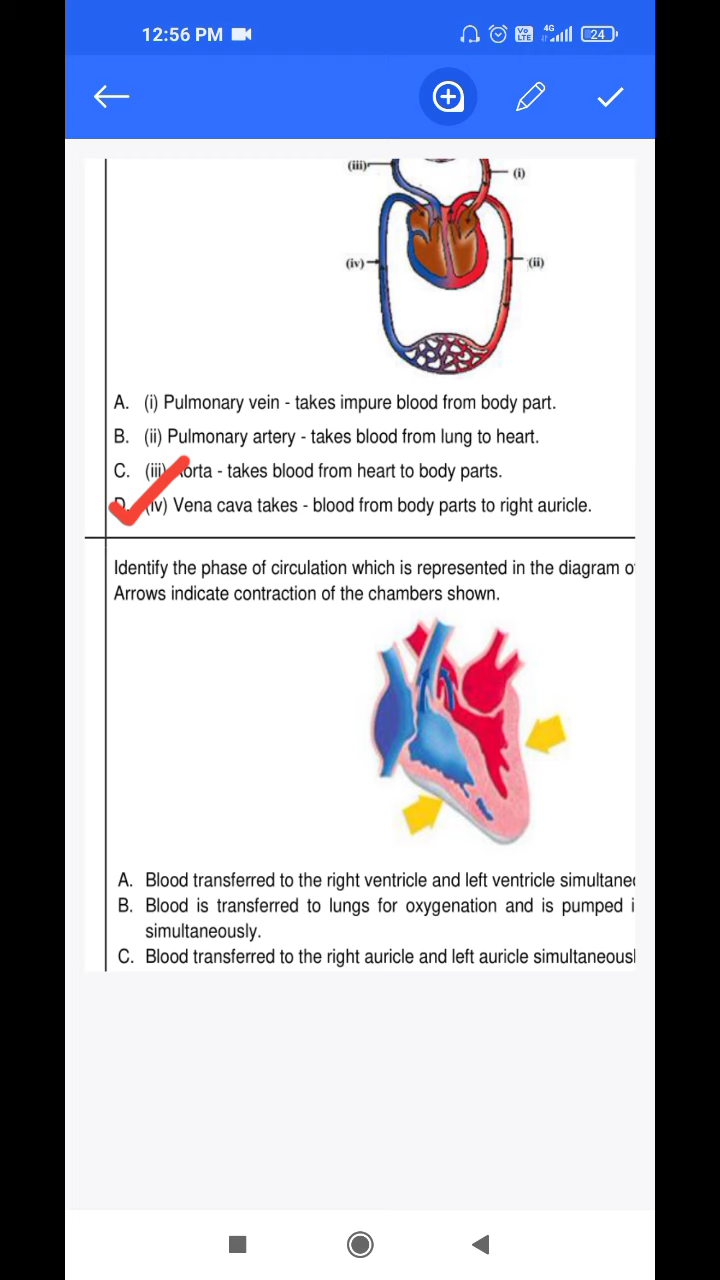 12:56 PM
Vo LTE 4G 24
(iii)
(i)
(iv)
(ii)
A. (i) Pulmonary vein - takes impure blood from body part.
B. (ii) Pulmonary artery - takes blood from lung to heart.
C. (iii) Aorta - takes blood from heart to body parts.
D. (iv) Vena cava takes - blood from body parts to right auricle.
Identify the phase of circulation which is represented in the diagram
Arrows indicate contraction of the chambers shown.
A. Blood transferred to the right ventricle and left ventricle
B. Blood is transferred to lungs for oxygenation and is pumped
simultaneously.
C. Blood transferred to the right auricle and left auricle